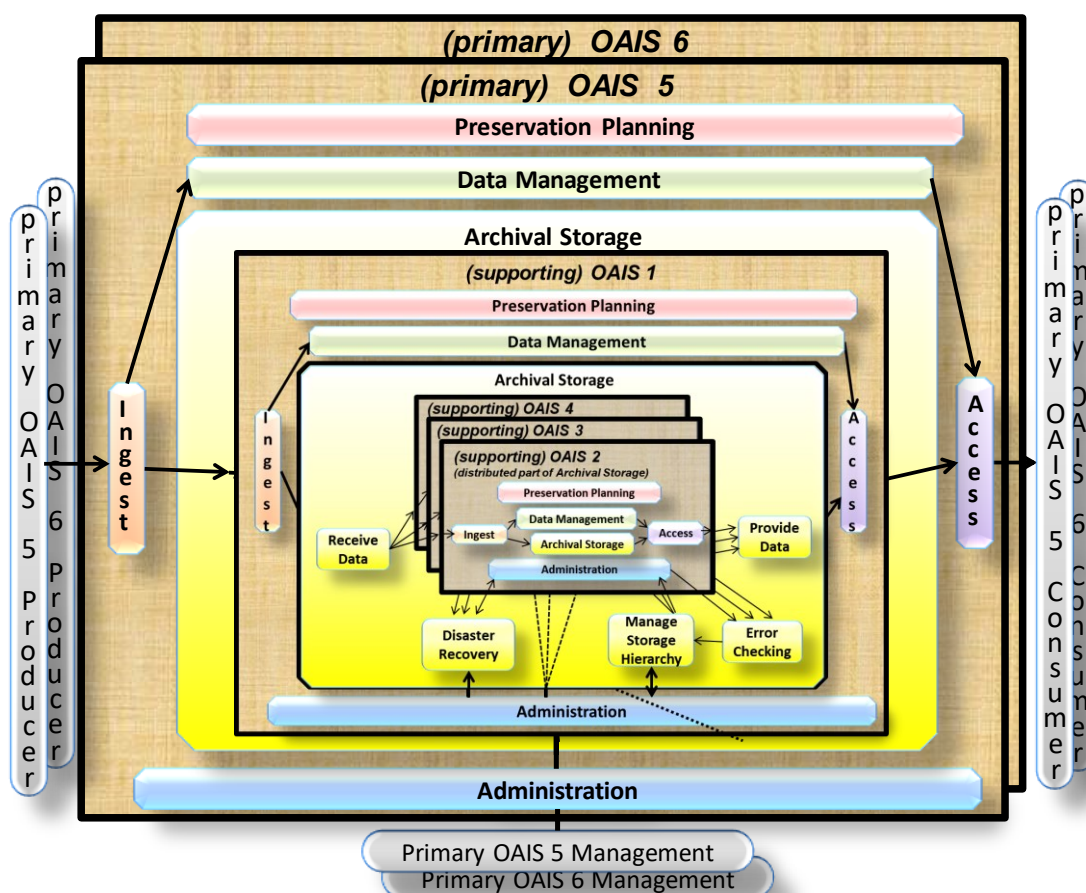 (primary) OAIS 6
(primary) OAIS 5
Preservation Planning
Data Management
Archival Storage
(supporting) OAIS 1
Preservation Planning
Data Management
Archival Storage
(supporting) OAIS 4
(supporting) OAIS 3
(supporting) OAIS 2
(distributed part of Archival Storage)
Preservation Planning
Data Management
Ingest
Access
Archival Storage
Administration
Receive
Data
Provide
Data
Disaster
Recovery
Manage
Storage
Hierarchy
Error
Checking
Ingest
Access
Administration
Ingest
Access
Administration
primary OAIS 5 Producer
primary OAIS 6 Producer
primary OAIS 5 Consumer
primary OAIS 6 Consumer
Primary OAIS 5 Management
Primary OAIS 6 Management